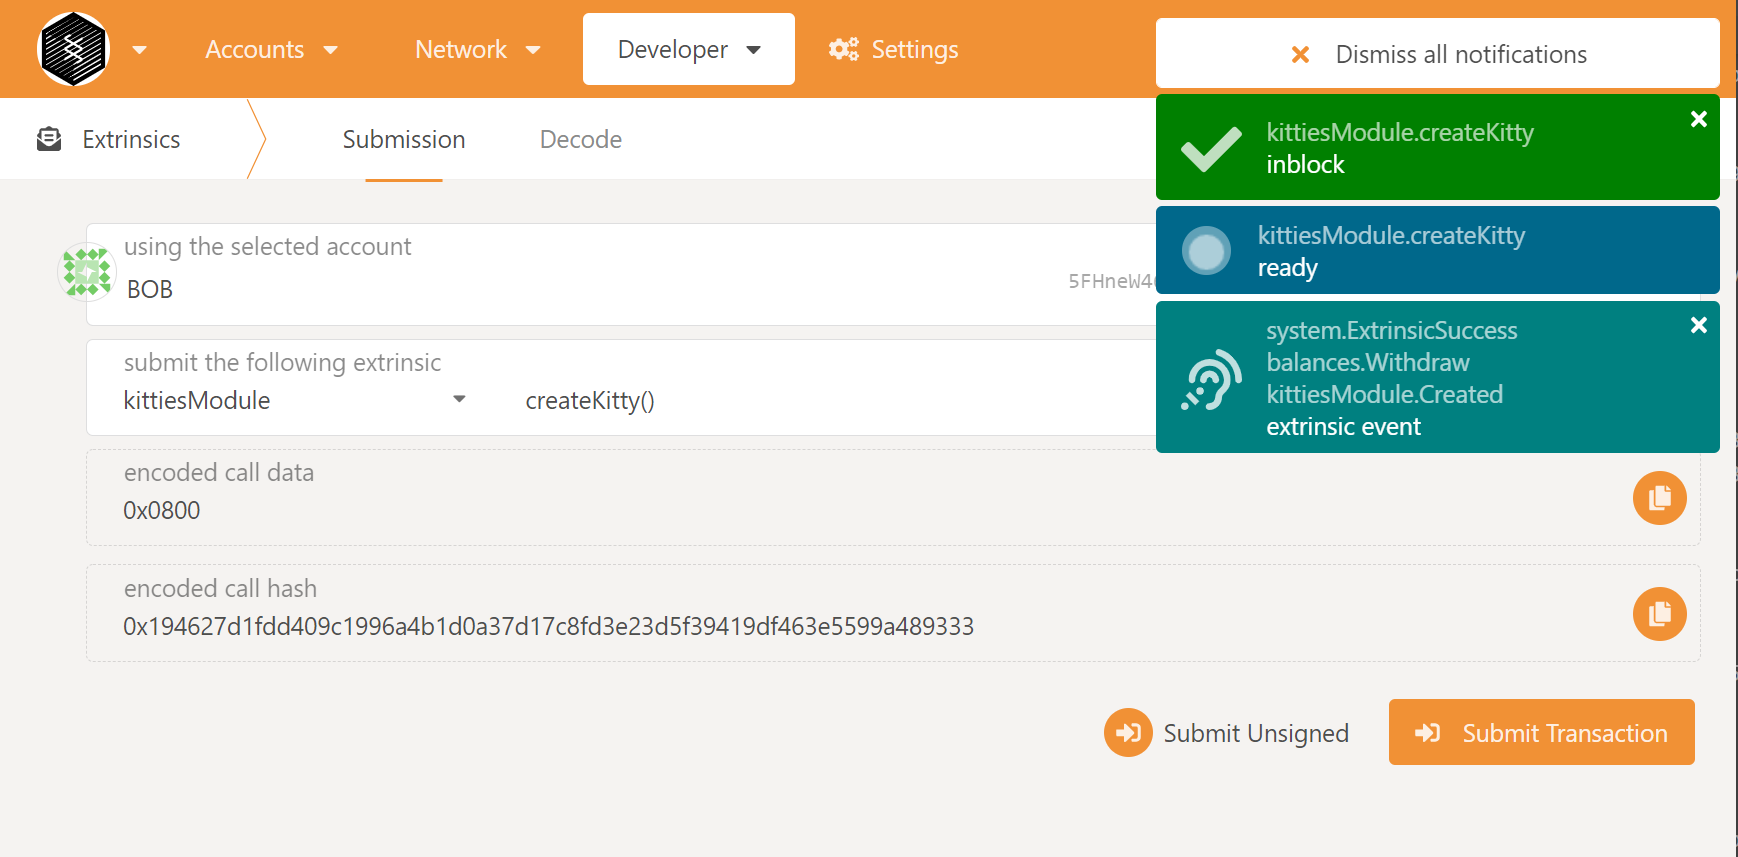 Accounts
Network
Developer
Settings
Dismiss all notifications
Extrinsics
Submission
Decode
kittiesModule.createKitty
inblock
kittiesModule.createKitty
ready
system.ExtrinsicSuccess
balances.Withdraw
kittiesModule.Created
extrinsic event
using the selected account
BOB
submit the following extrinsic
kittiesModule
createKitty()
encoded call data
0x0800
encoded call hash
0x194627d1fdd409c1996a4b1d0a37d17c8fd3e23d5f39419df463e5599a489333
Submit Unsigned
Submit Transaction